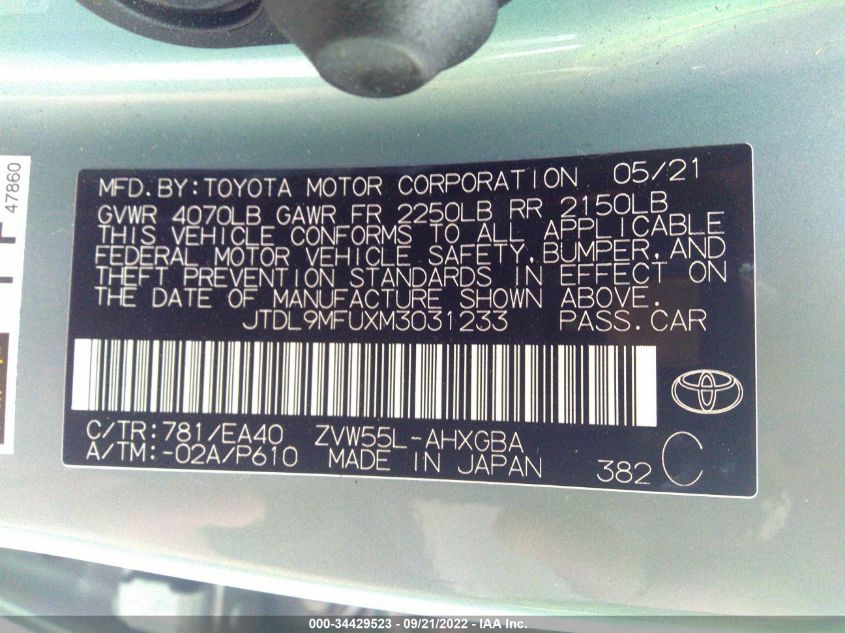 47860
MFD.BY:TOYOTA MOTOR CORPORATION 05/21
GVWR 4070LB GAWR FR 2250LB RR 2150LB
THIS VEHICLE CONFORMS TO ALL APPLICABLE
FEDERAL MOTOR VEHICLE SAFETY,BUMPER,AND
THEFT PREVENTION STANDARDS IN EFFECT ON
THE DATE OF MANUFACTURE SHOWN ABOVE.
JTDL9MFUXM3031233 PASS.CAR
C/TR:781/EA40 ZVW55L-AHXGBA
A/TM:-02A/P610 MADE IN JAPAN 382 C
000-34429523 - 09/21/2022 - IAA Inc.